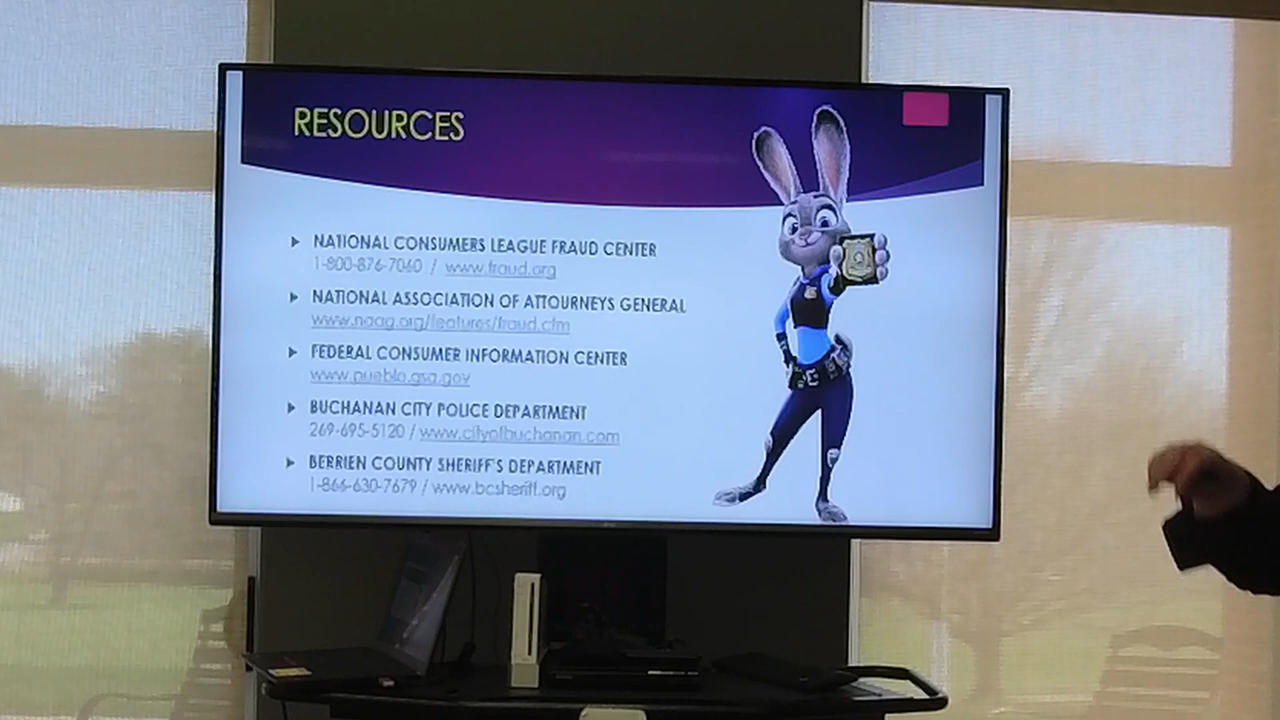 RESOURCES
NATIONAL CONSUMERS LEAGUE FRAUD CENTER
1-800-876-7060 / www.fraud.org
NATIONAL ASSOCIATION OF ATTOURNEYS GENERAL
www.naag.org/features/fraud.cfm
FEDERAL CONSUMER INFORMATION CENTER
www.pueblo.gsa.gov
BUCHANAN CITY POLICE DEPARTMENT
269-695-5120 / www.cityofbuchanan.com
BERRIEN COUNTY SHERIFF'S DEPARTMENT
1-866-630-7679 / www.bcsheriff.org